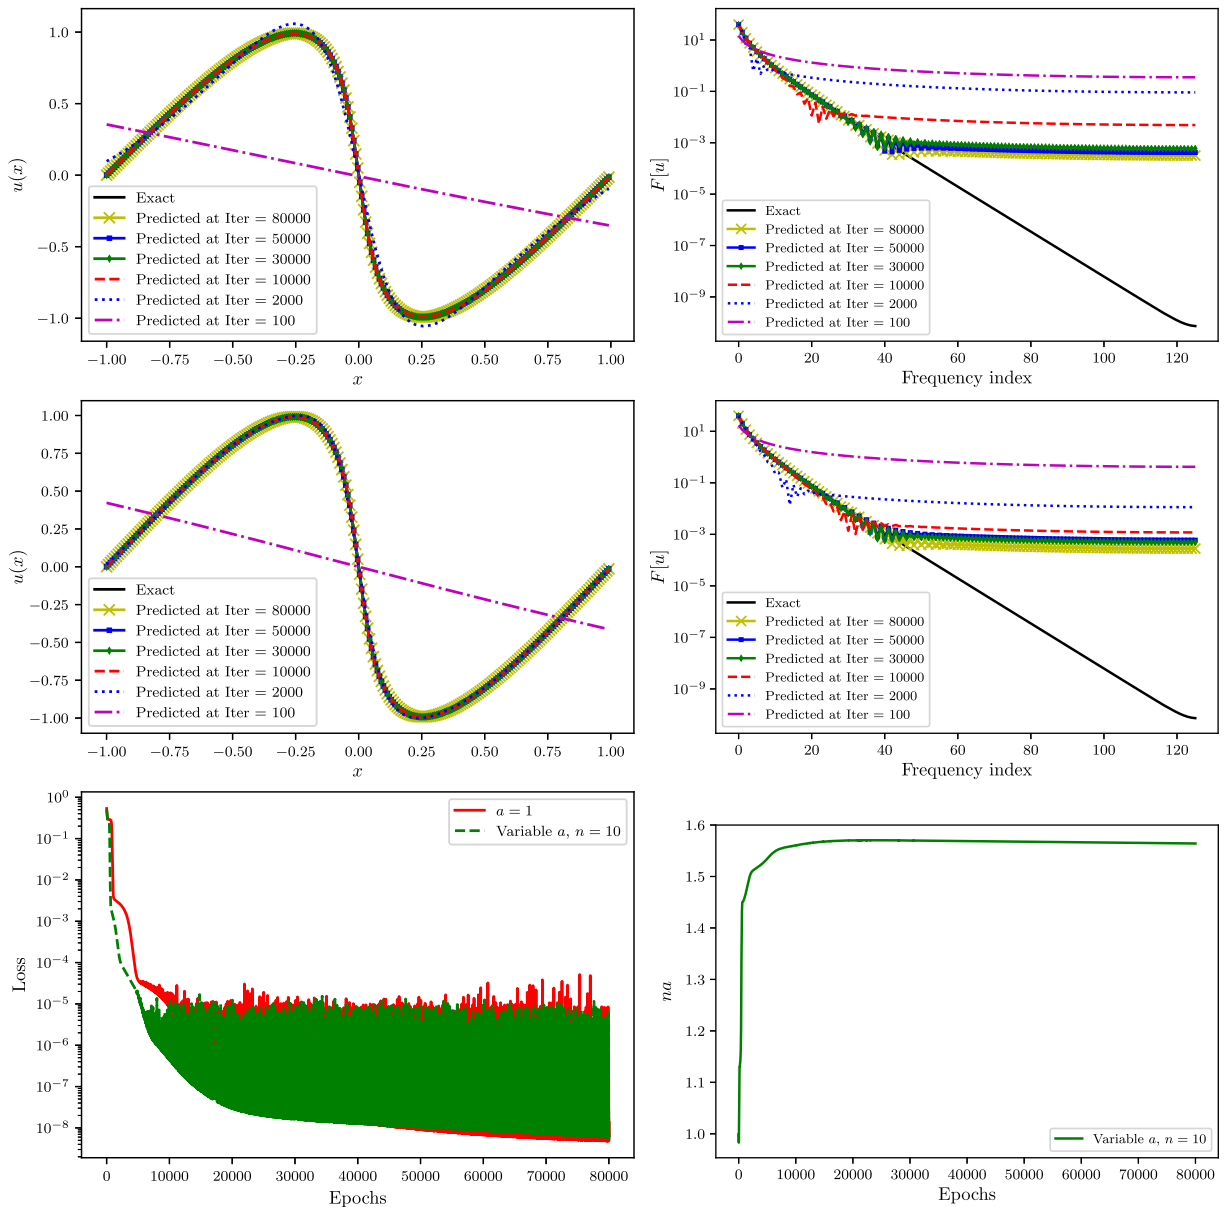 1.0
0.5
0.0
−0.5
−1.0
u(x)
Exact
Predicted at Iter = 80000
Predicted at Iter = 50000
Predicted at Iter = 30000
Predicted at Iter = 10000
Predicted at Iter = 2000
Predicted at Iter = 100
−1.00 −0.75 −0.50 −0.25 0.00 0.25 0.50 0.75 1.00
x
10^1
10^−1
10^−3
10^−5
10^−7
10^−9
F[u]
Exact
Predicted at Iter = 80000
Predicted at Iter = 50000
Predicted at Iter = 30000
Predicted at Iter = 10000
Predicted at Iter = 2000
Predicted at Iter = 100
0 20 40 60 80 100 120
Frequency index
1.00
0.75
0.50
0.25
0.00
−0.25
−0.50
−0.75
−1.00
u(x)
Exact
Predicted at Iter = 80000
Predicted at Iter = 50000
Predicted at Iter = 30000
Predicted at Iter = 10000
Predicted at Iter = 2000
Predicted at Iter = 100
−1.00 −0.75 −0.50 −0.25 0.00 0.25 0.50 0.75 1.00
x
10^1
10^−1
10^−3
10^−5
10^−7
10^−9
F[u]
Exact
Predicted at Iter = 80000
Predicted at Iter = 50000
Predicted at Iter = 30000
Predicted at Iter = 10000
Predicted at Iter = 2000
Predicted at Iter = 100
0 20 40 60 80 100 120
Frequency index
10^0
10^−1
10^−2
10^−3
10^−4
10^−5
10^−6
10^−7
10^−8
Loss
a = 1
Variable a, n = 10
0 10000 20000 30000 40000 50000 60000 70000 80000
Epochs
1.6
1.5
1.4
1.3
1.2
1.1
1.0
na
Variable a, n = 10
0 10000 20000 30000 40000 50000 60000 70000 80000
Epochs